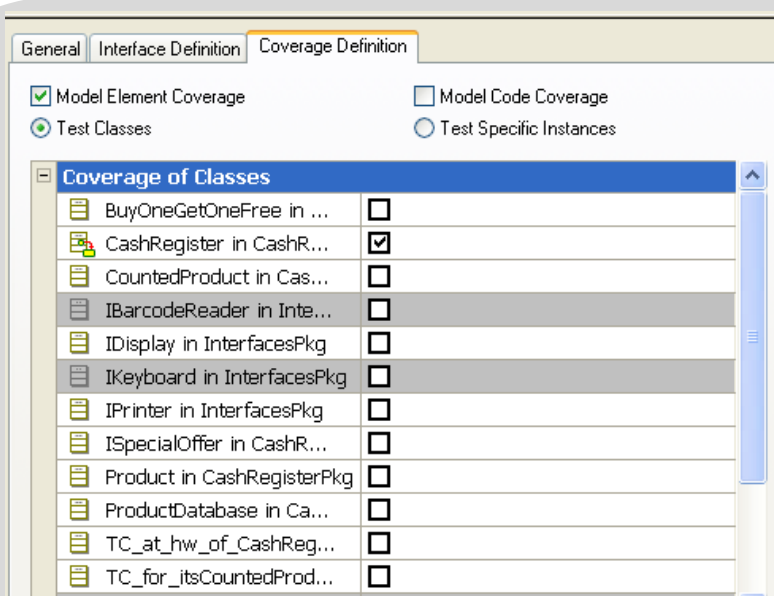 General Interface Definition Coverage Definition
Model Element Coverage Model Code Coverage
Test Classes Test Specific Instances
Coverage of Classes
BuyOneGetOneFree in ...
CashRegister in CashR...
CountedProduct in Cas...
IBarcodeReader in Inte...
IDisplay in InterfacesPkg
IKeyboard in InterfacesPkg
IPrinter in InterfacesPkg
ISpecialOffer in CashR...
Product in CashRegisterPkg
ProductDatabase in Ca...
TC_at_hw_of_CashReg...
TC_for_itsCountedProd...